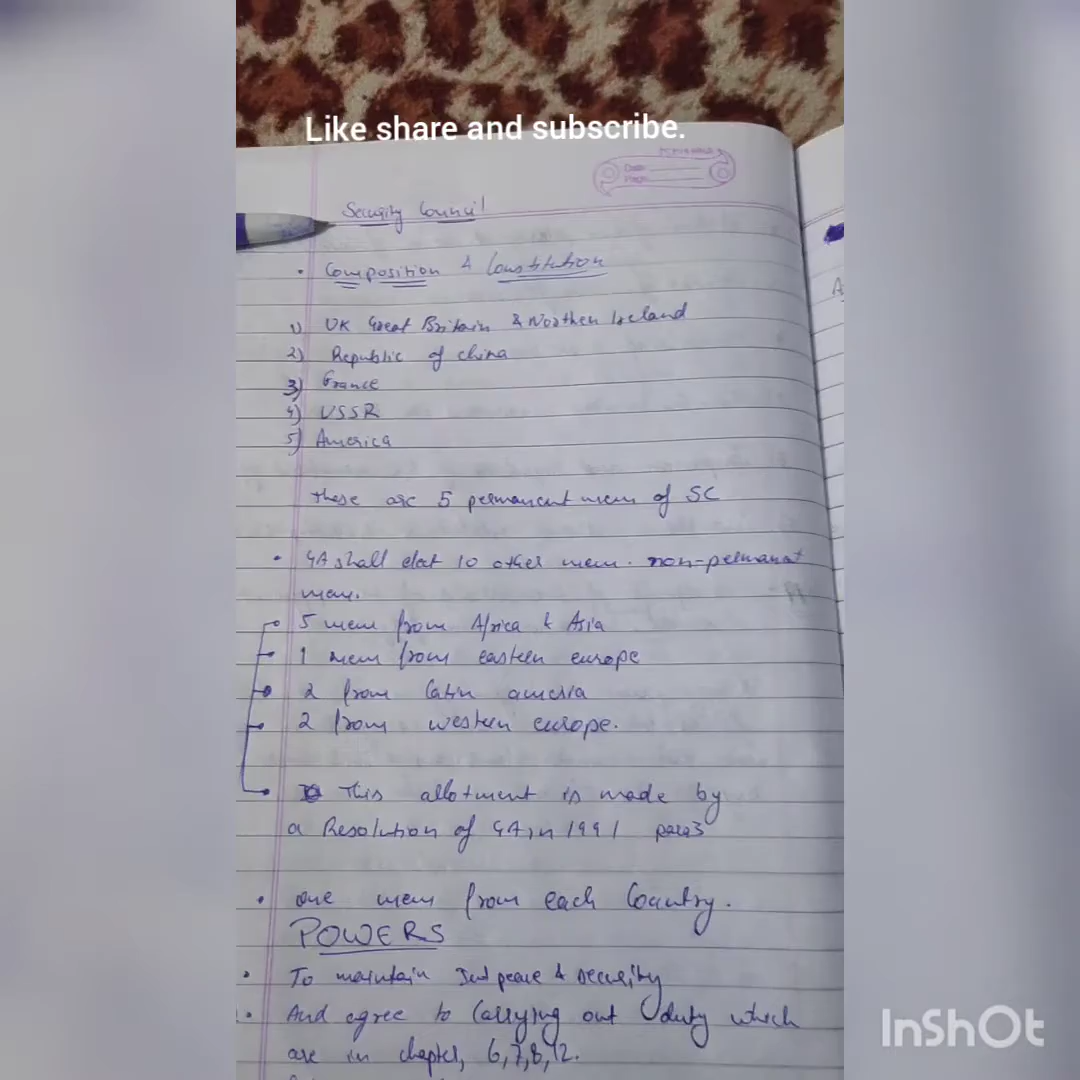 Like share and subscribe.
Date:
Page:
Security Council
• Composition & Constitution
1) UK Great Britain & Northen Ireland
2) Republic of china
3) France
4) USSR
5) America
these are 5 permanent mem of SC
• GA shall elect 10 other mem. non-permanat
mem.
5 mem from Africa & Asia
1 mem from eastern europe
2 from latin ameria
2 from western europe.
This allotment is made by
a Resolution of GA in 1991 para3
• one mem from each Country.
POWERS
• To maintain Int peace & security
• And agree to Carrying out duty which
are in chapter, 6,7,8,12.
InShOt